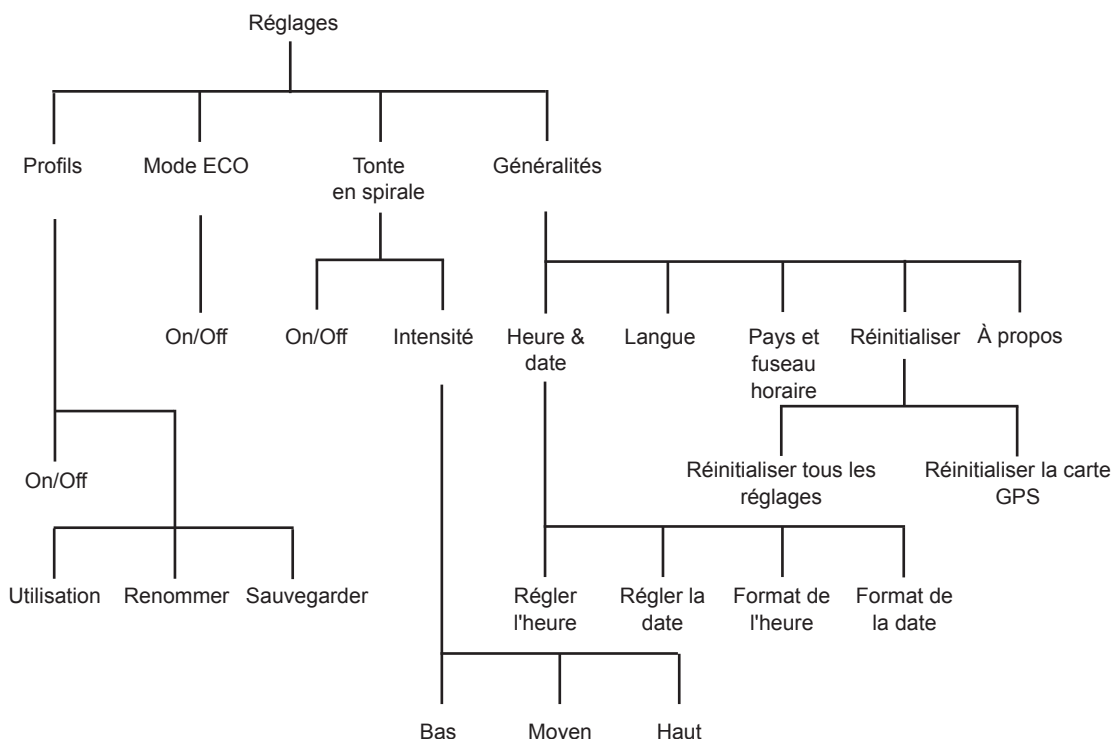 Réglages
Profils
Mode ECO
Tonte
en spirale
Généralités
On/Off
On/Off
Intensité
Heure &
date
Langue
Pays et
fuseau
horaire
Réinitialiser
À propos
On/Off
Réinitialiser tous les
réglages
Réinitialiser la carte
GPS
Utilisation
Renommer
Sauvegarder
Régler
l'heure
Régler la
date
Format de
l'heure
Format de
la date
Bas
Moyen
Haut